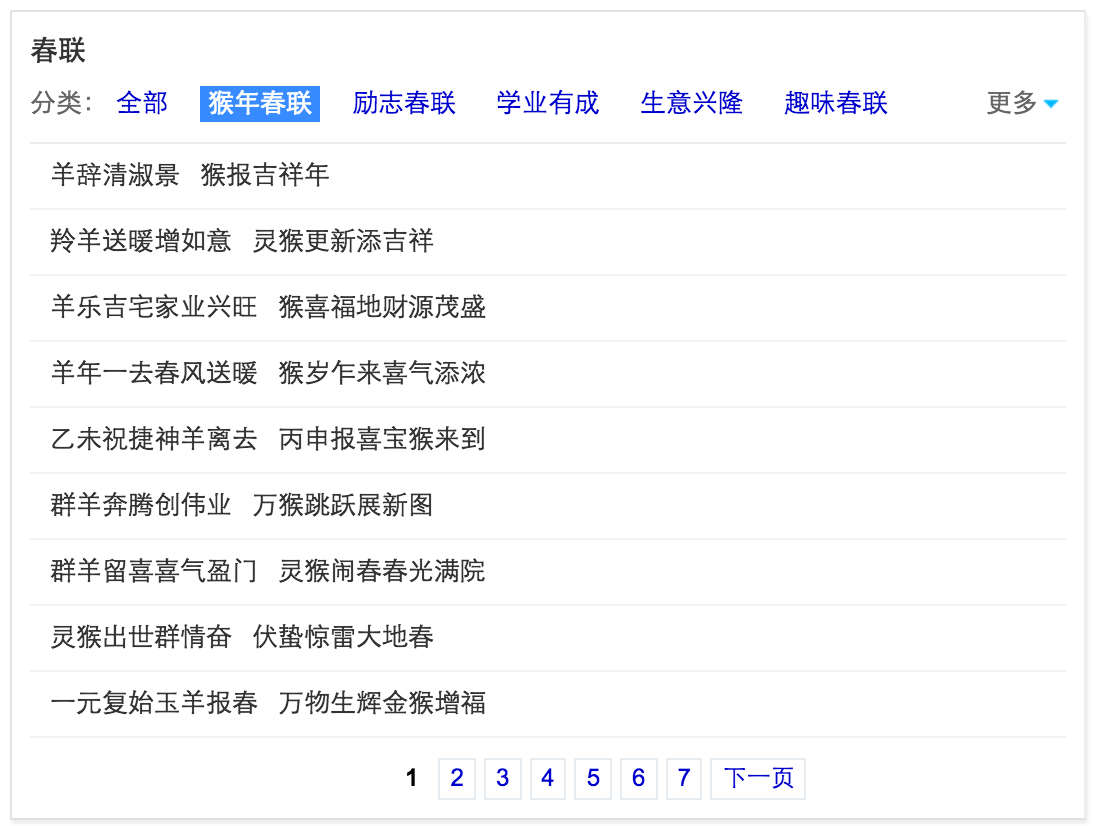 春联
分类： 全部 猴年春联 励志春联 学业有成 生意兴隆 趣味春联 更多
羊辞清淑景 猴报吉祥年
羚羊送暖增如意 灵猴更新添吉祥
羊乐吉宅家业兴旺 猴喜福地财源茂盛
羊年一去春风送暖 猴岁乍来喜气添浓
乙未祝捷神羊离去 丙申报喜宝猴来到
群羊奔腾创伟业 万猴跳跃展新图
群羊留喜喜气盈门 灵猴闹春春光满院
灵猴出世群情奋 伏蛰惊雷大地春
一元复始玉羊报春 万物生辉金猴增福
1 2 3 4 5 6 7 下一页